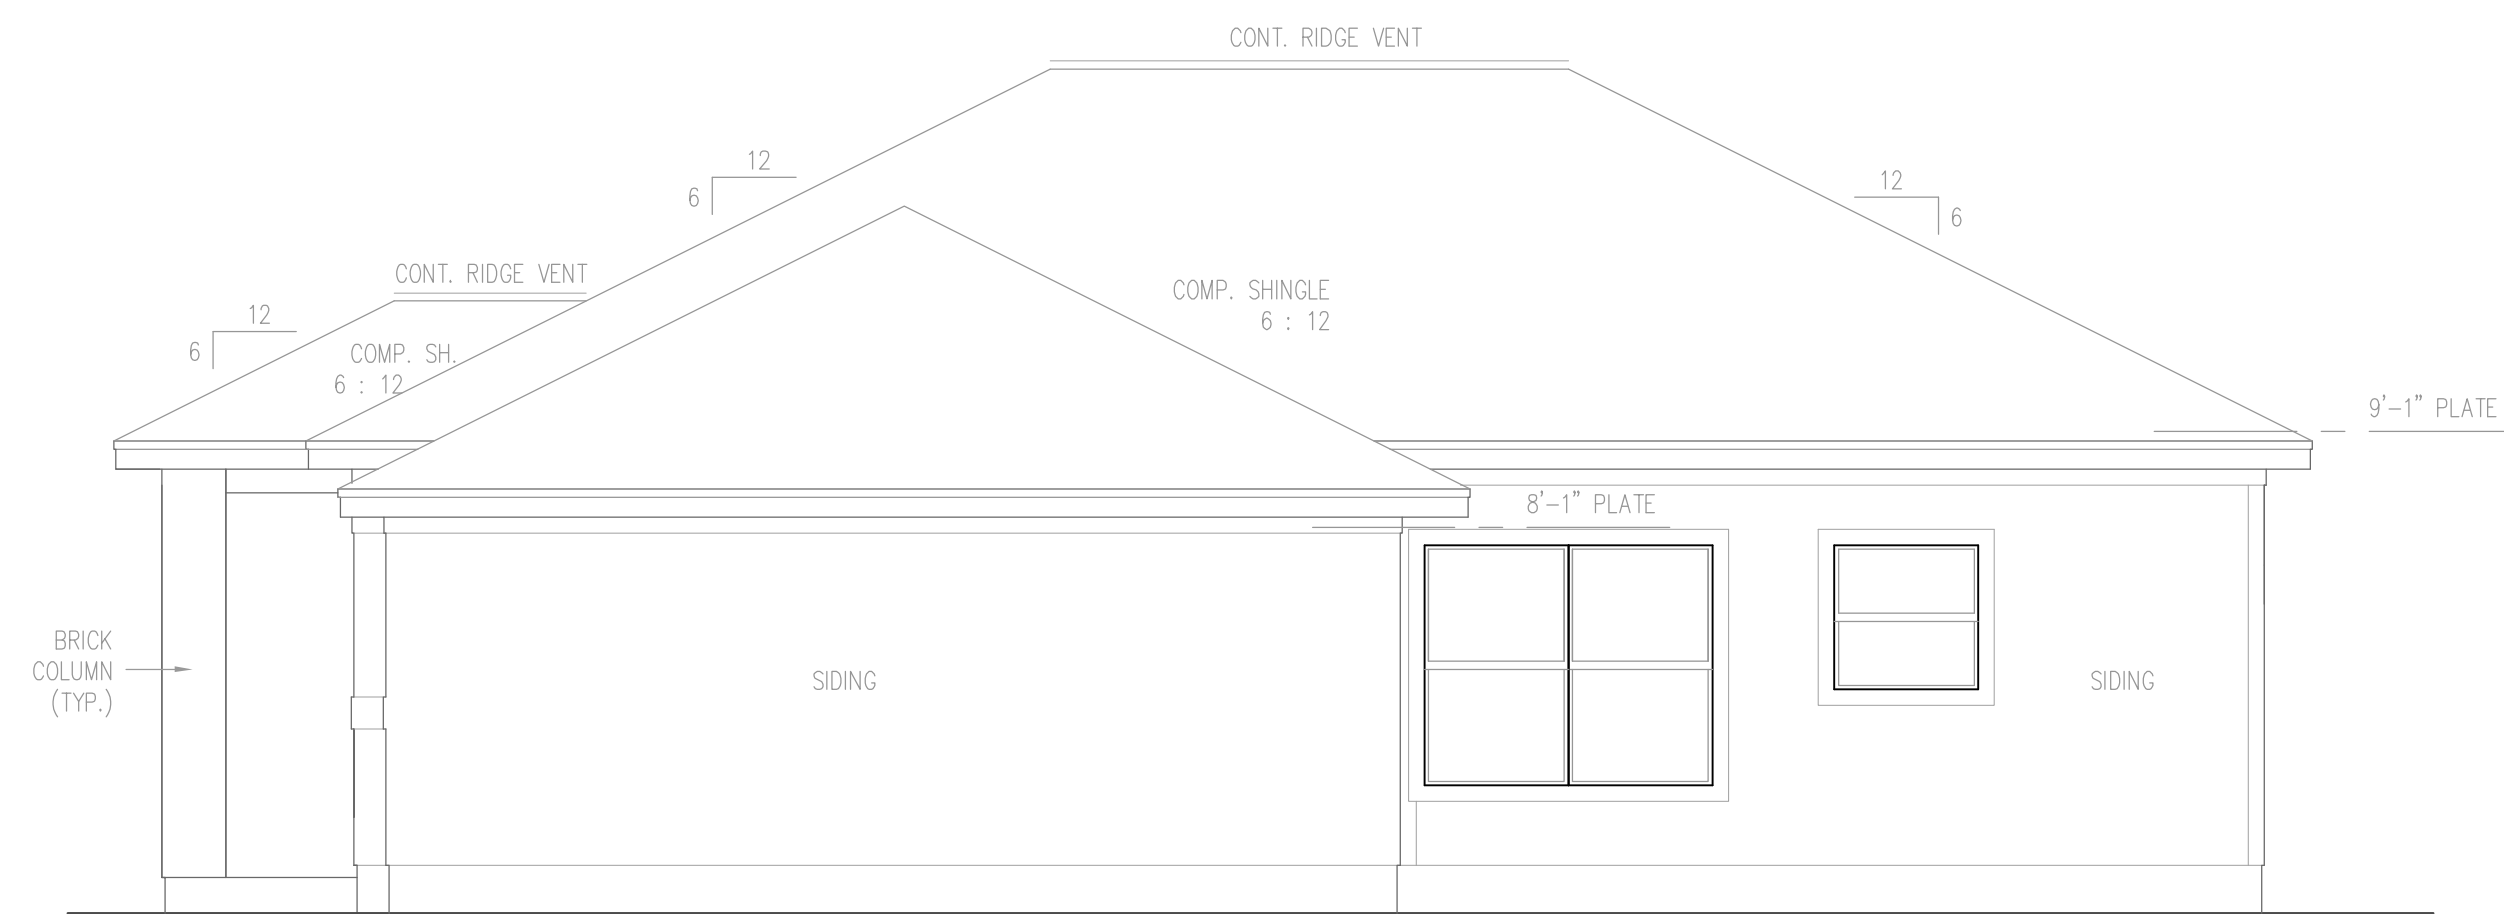 CONT. RIDGE VENT
12
6
12
6
CONT. RIDGE VENT
12
6
COMP. SHINGLE
6 : 12
COMP. SH.
6 : 12
9'-1" PLATE
8'-1" PLATE
BRICK
COLUMN
(TYP.)
SIDING
SIDING